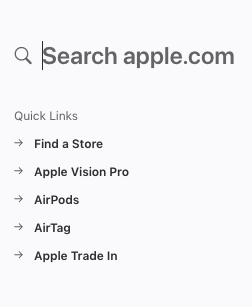 Search apple.com
Quick Links
Find a Store
Apple Vision Pro
AirPods
AirTag
Apple Trade In